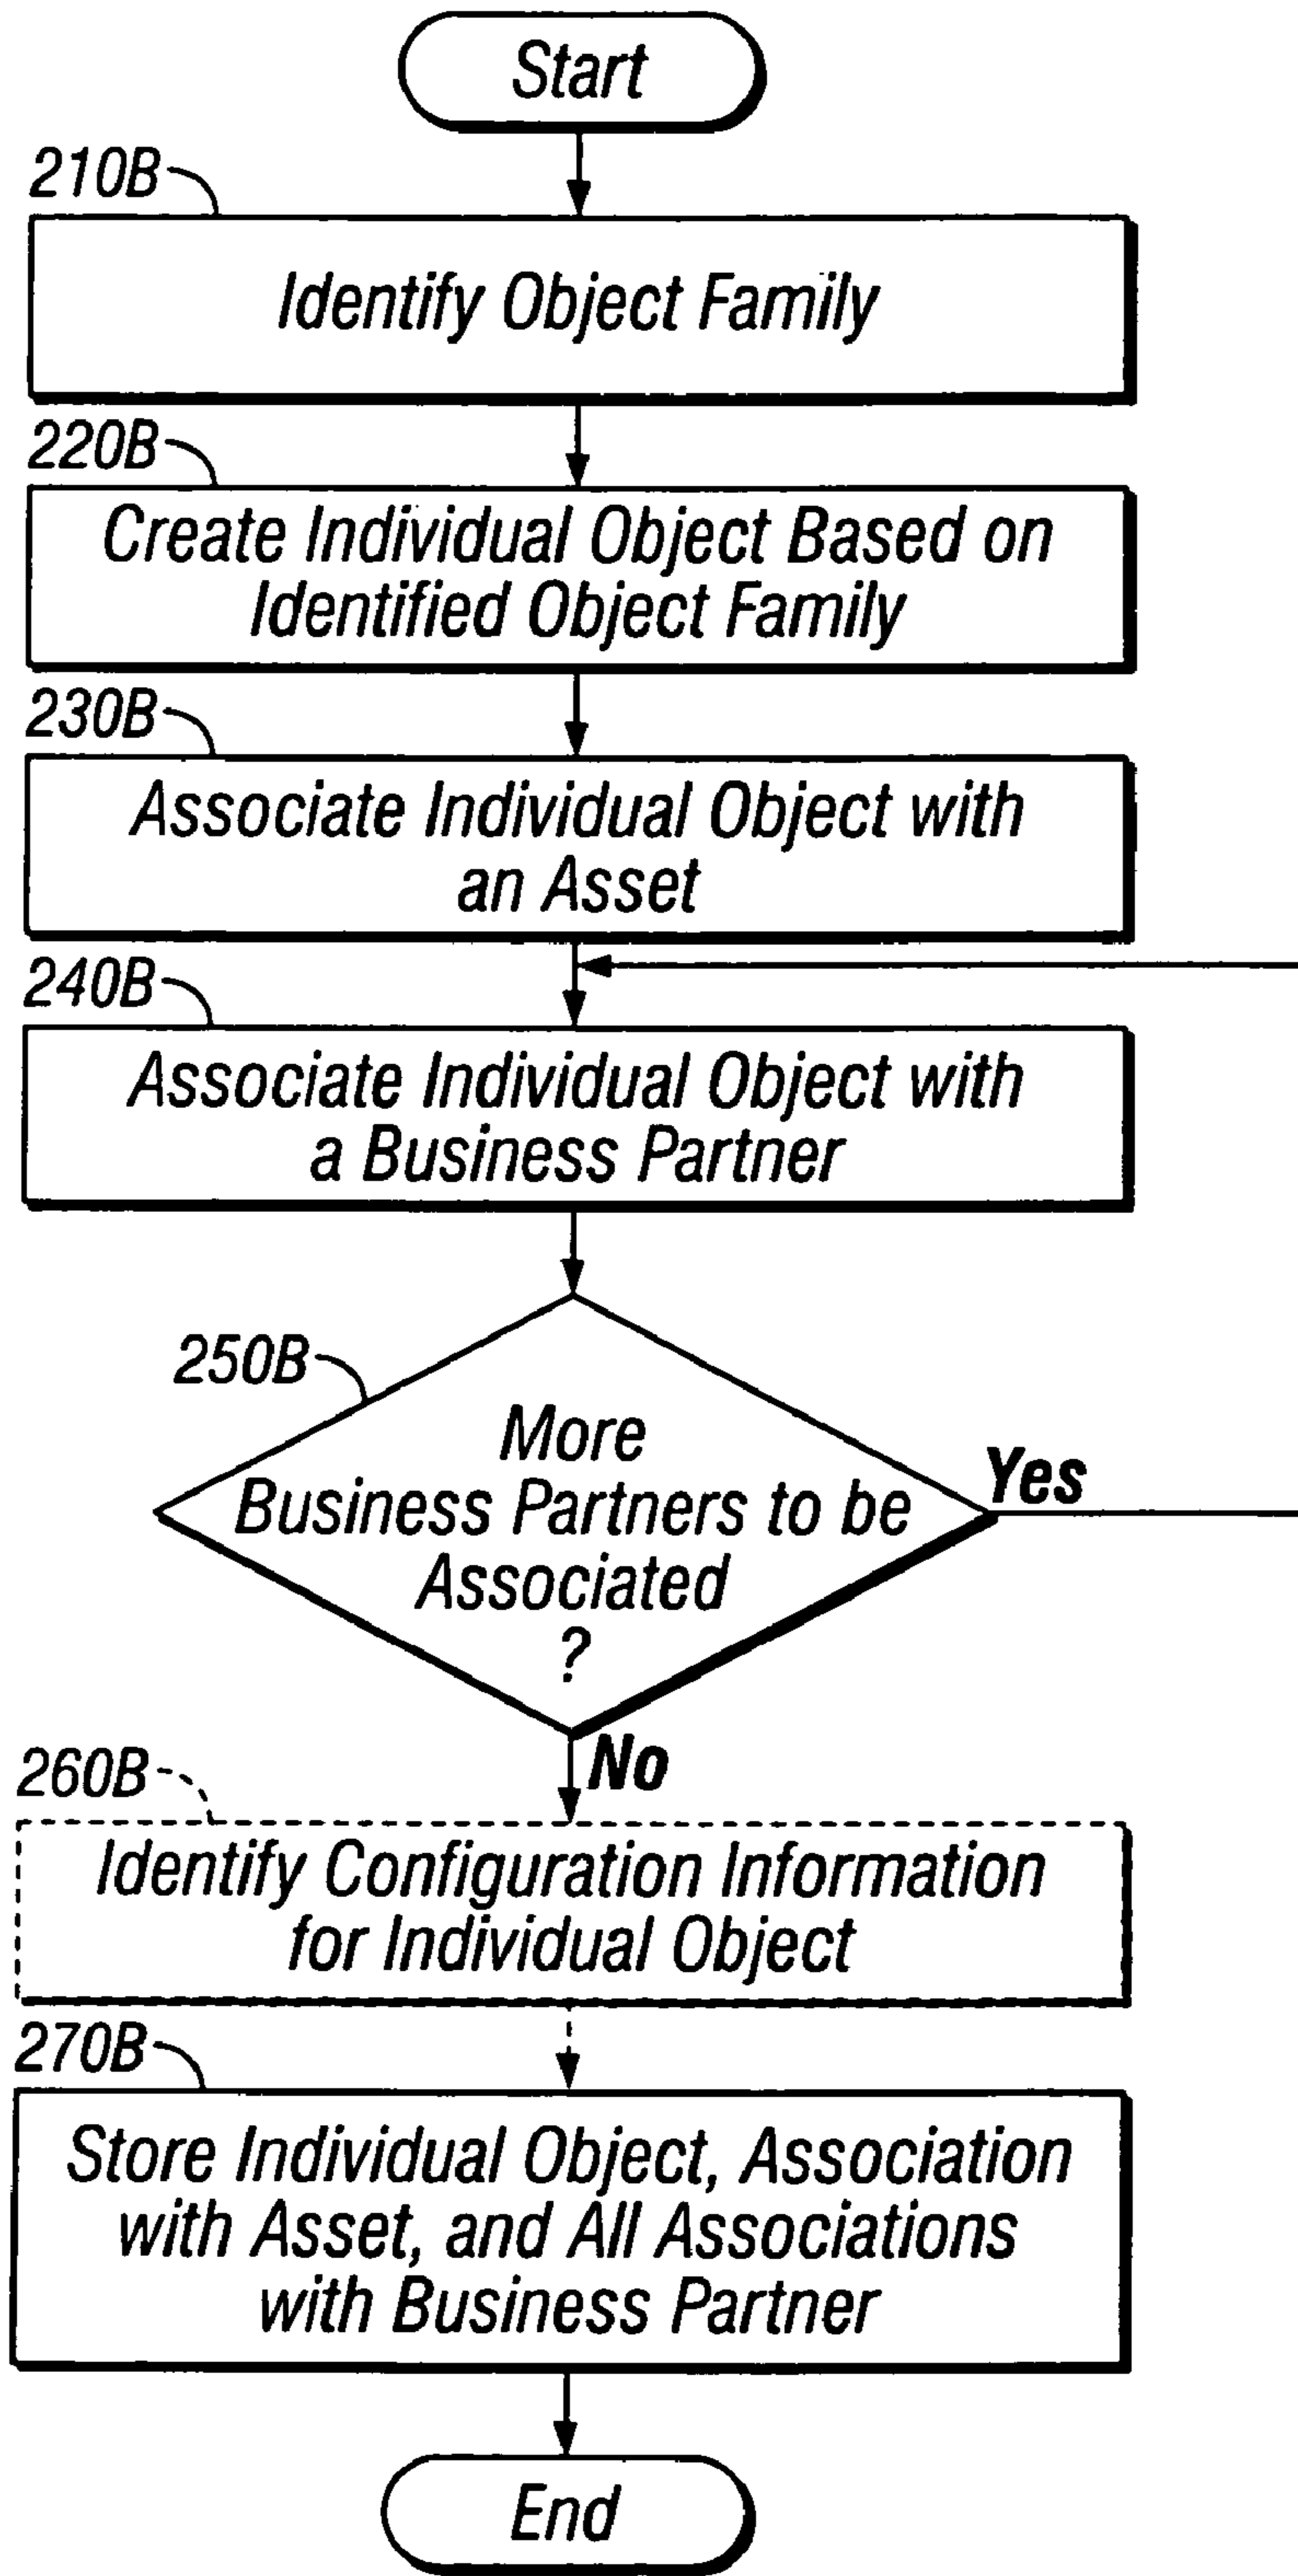 Start
210B
Identify Object Family
220B
Create Individual Object Based on
Identified Object Family
230B
Associate Individual Object with
an Asset
240B
Associate Individual Object with
a Business Partner
250B
More
Business Partners to be
Associated
?
Yes
No
260B
Identify Configuration Information
for Individual Object
270B
Store Individual Object, Association
with Asset, and All Associations
with Business Partner
End